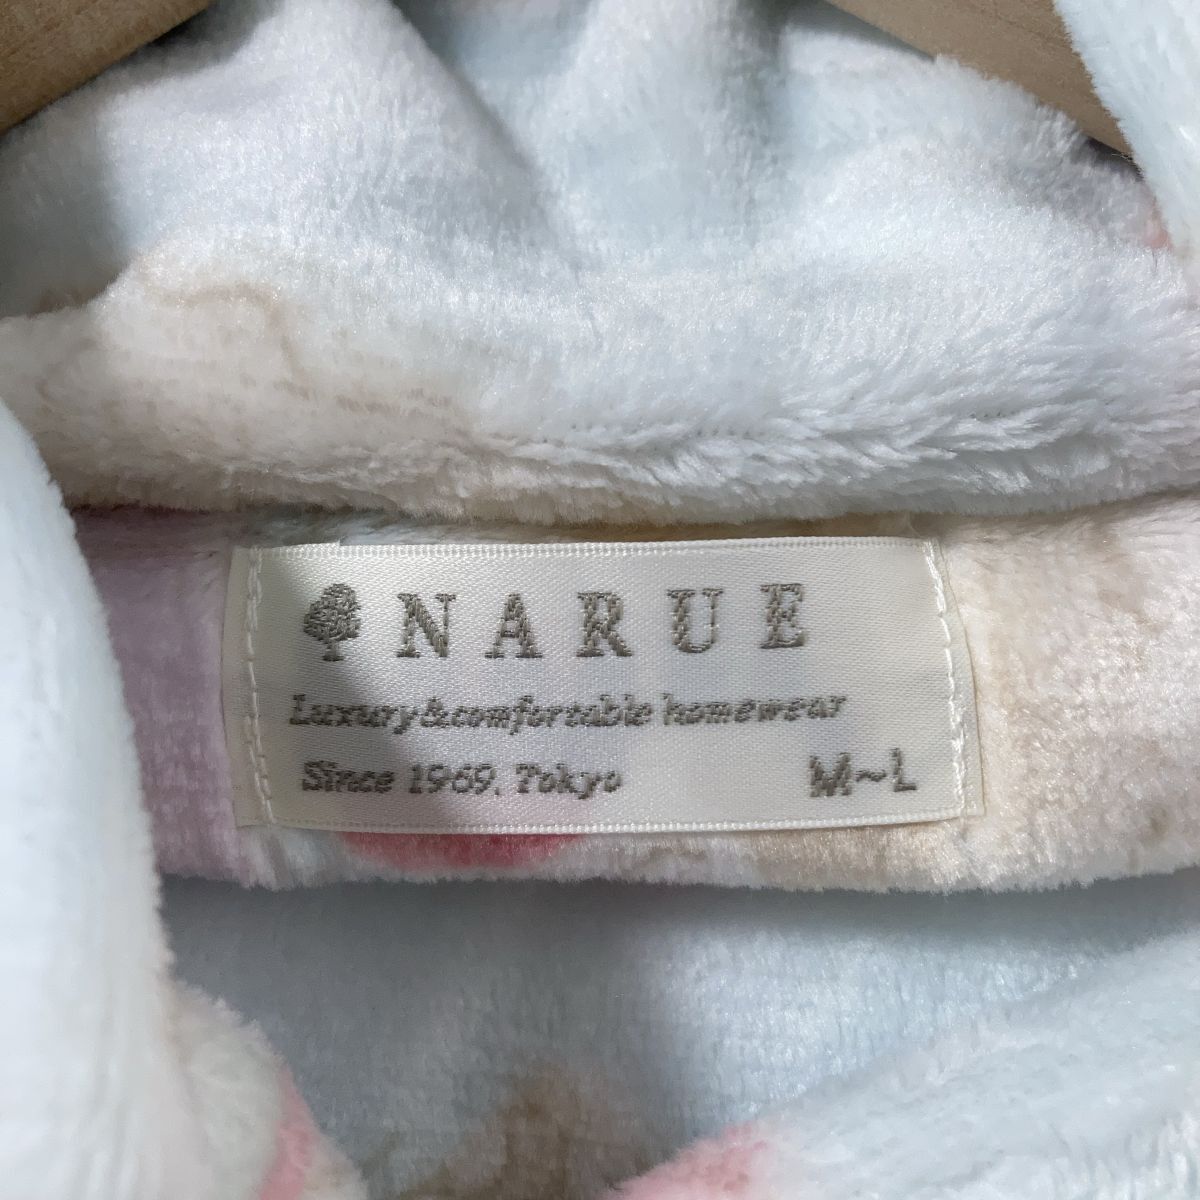 NARUE
Luxury&comfortable homewear
Since 1969, Tokyo
M~L